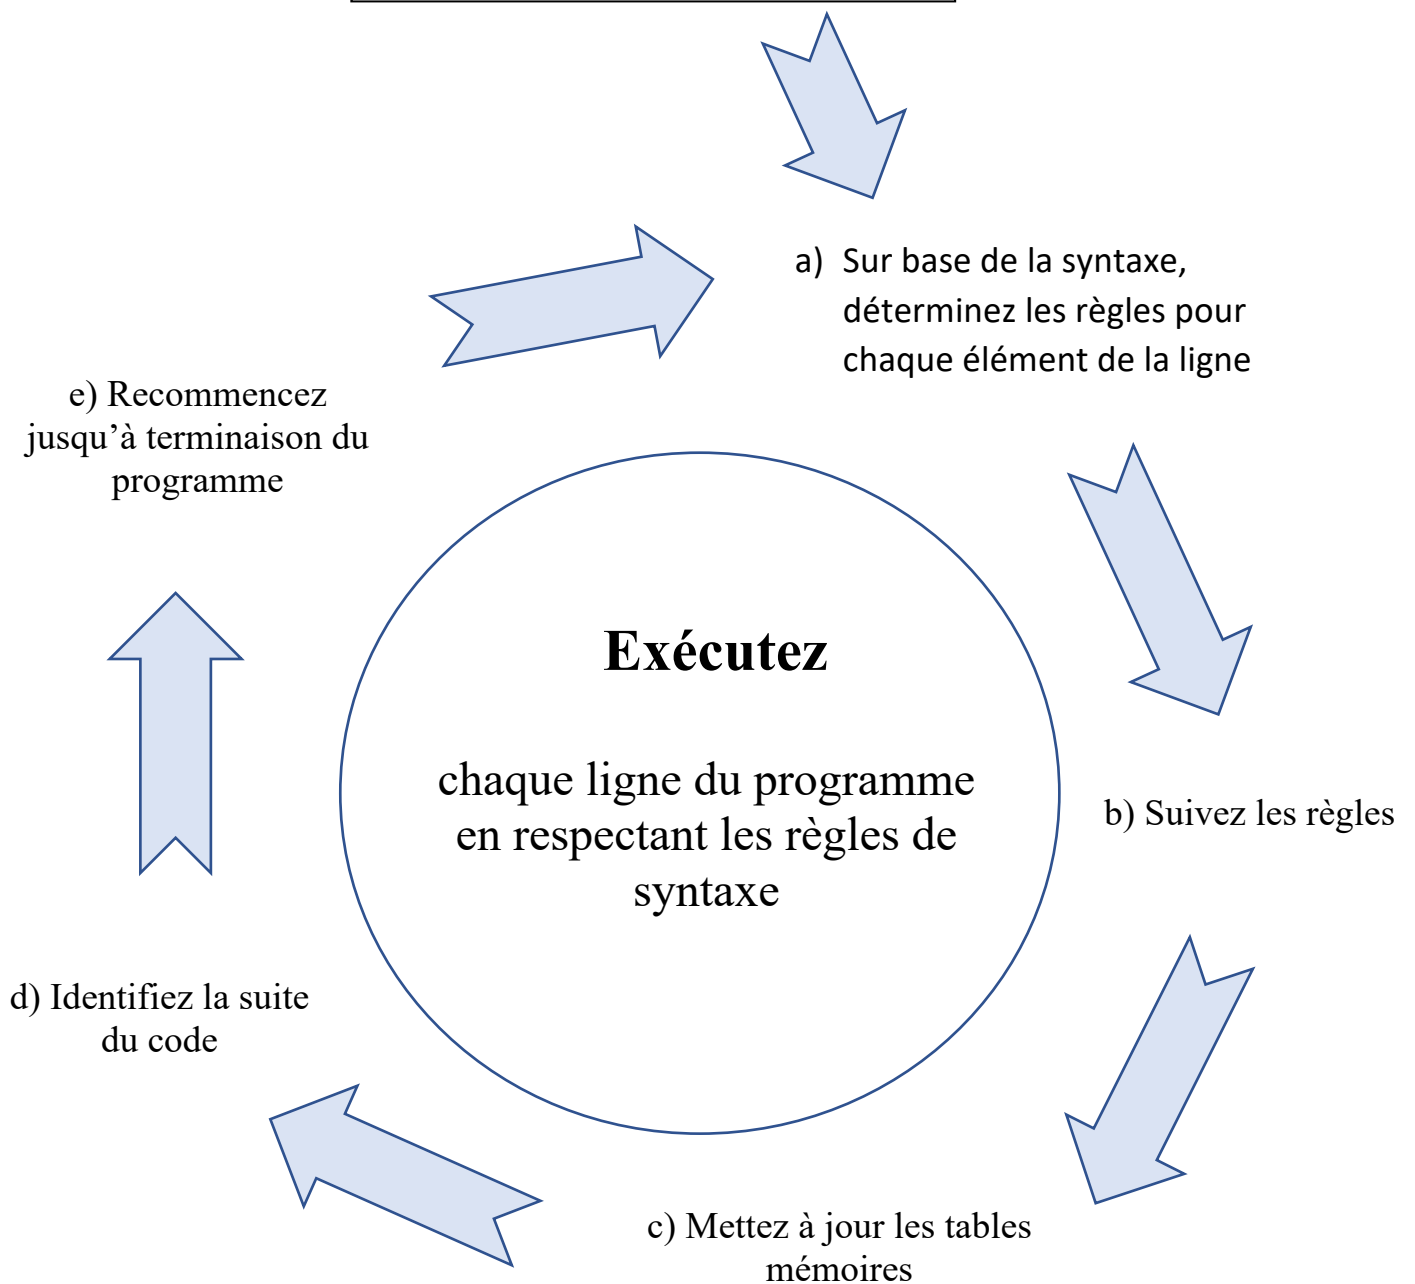 a) Sur base de la syntaxe,
déterminez les règles pour
chaque élément de la ligne
e) Recommencez
jusqu’à terminaison du
programme
Exécutez
chaque ligne du programme
en respectant les règles de
syntaxe
b) Suivez les règles
d) Identifiez la suite
du code
c) Mettez à jour les tables
mémoires